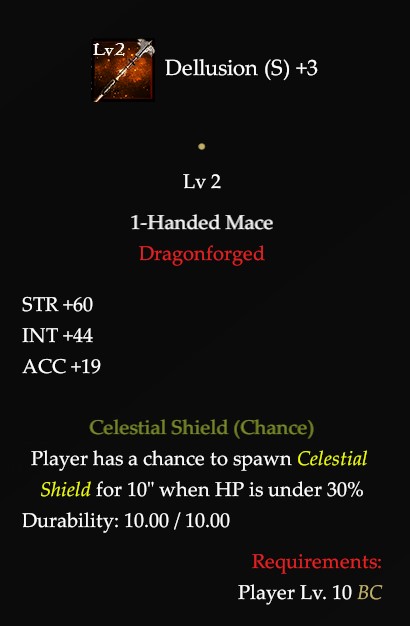 Lv2
Dellusion (S) +3
Lv 2
1-Handed Mace
Dragonforged
STR +60
INT +44
ACC +19
Celestial Shield (Chance)
Player has a chance to spawn Celestial
Shield for 10" when HP is under 30%
Durability: 10.00 / 10.00
Requirements:
Player Lv. 10 BC